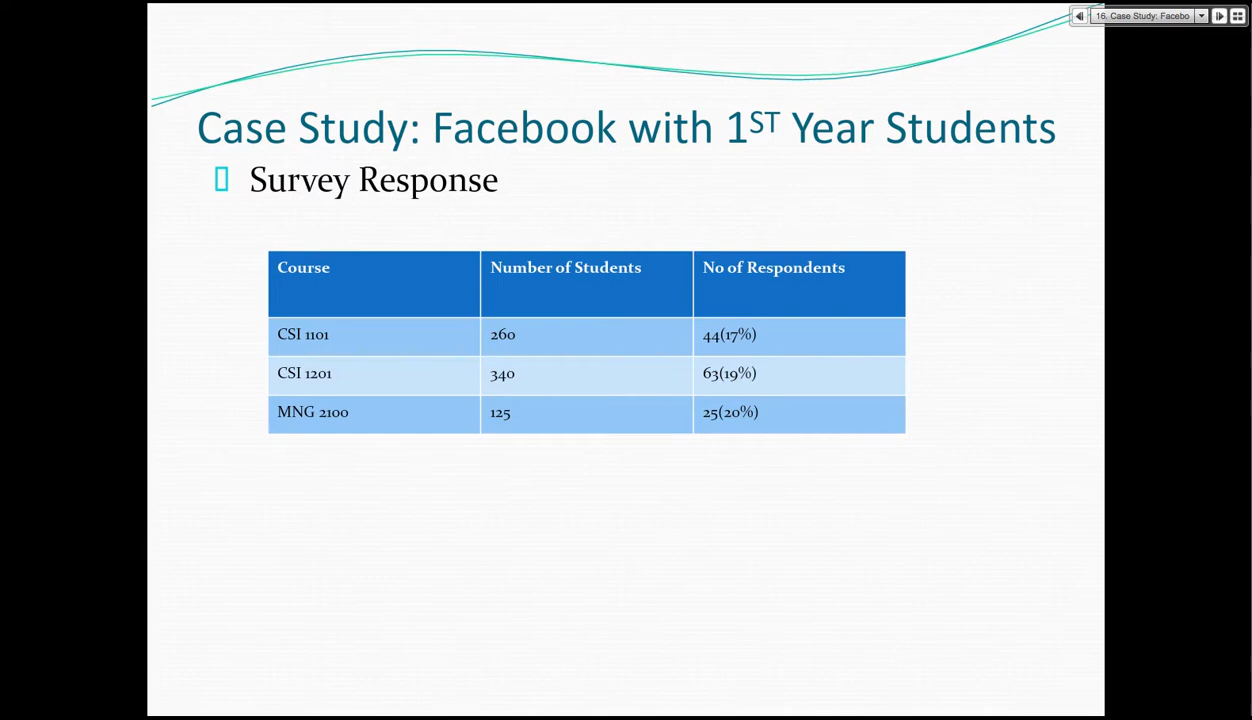 16. Case Study: Facebo
Case Study: Facebook with 1ST Year Students
Survey Response
Course Number of Students No of Respondents
CSI 1101 260 44(17%)
CSI 1201 340 63(19%)
MNG 2100 125 25(20%)